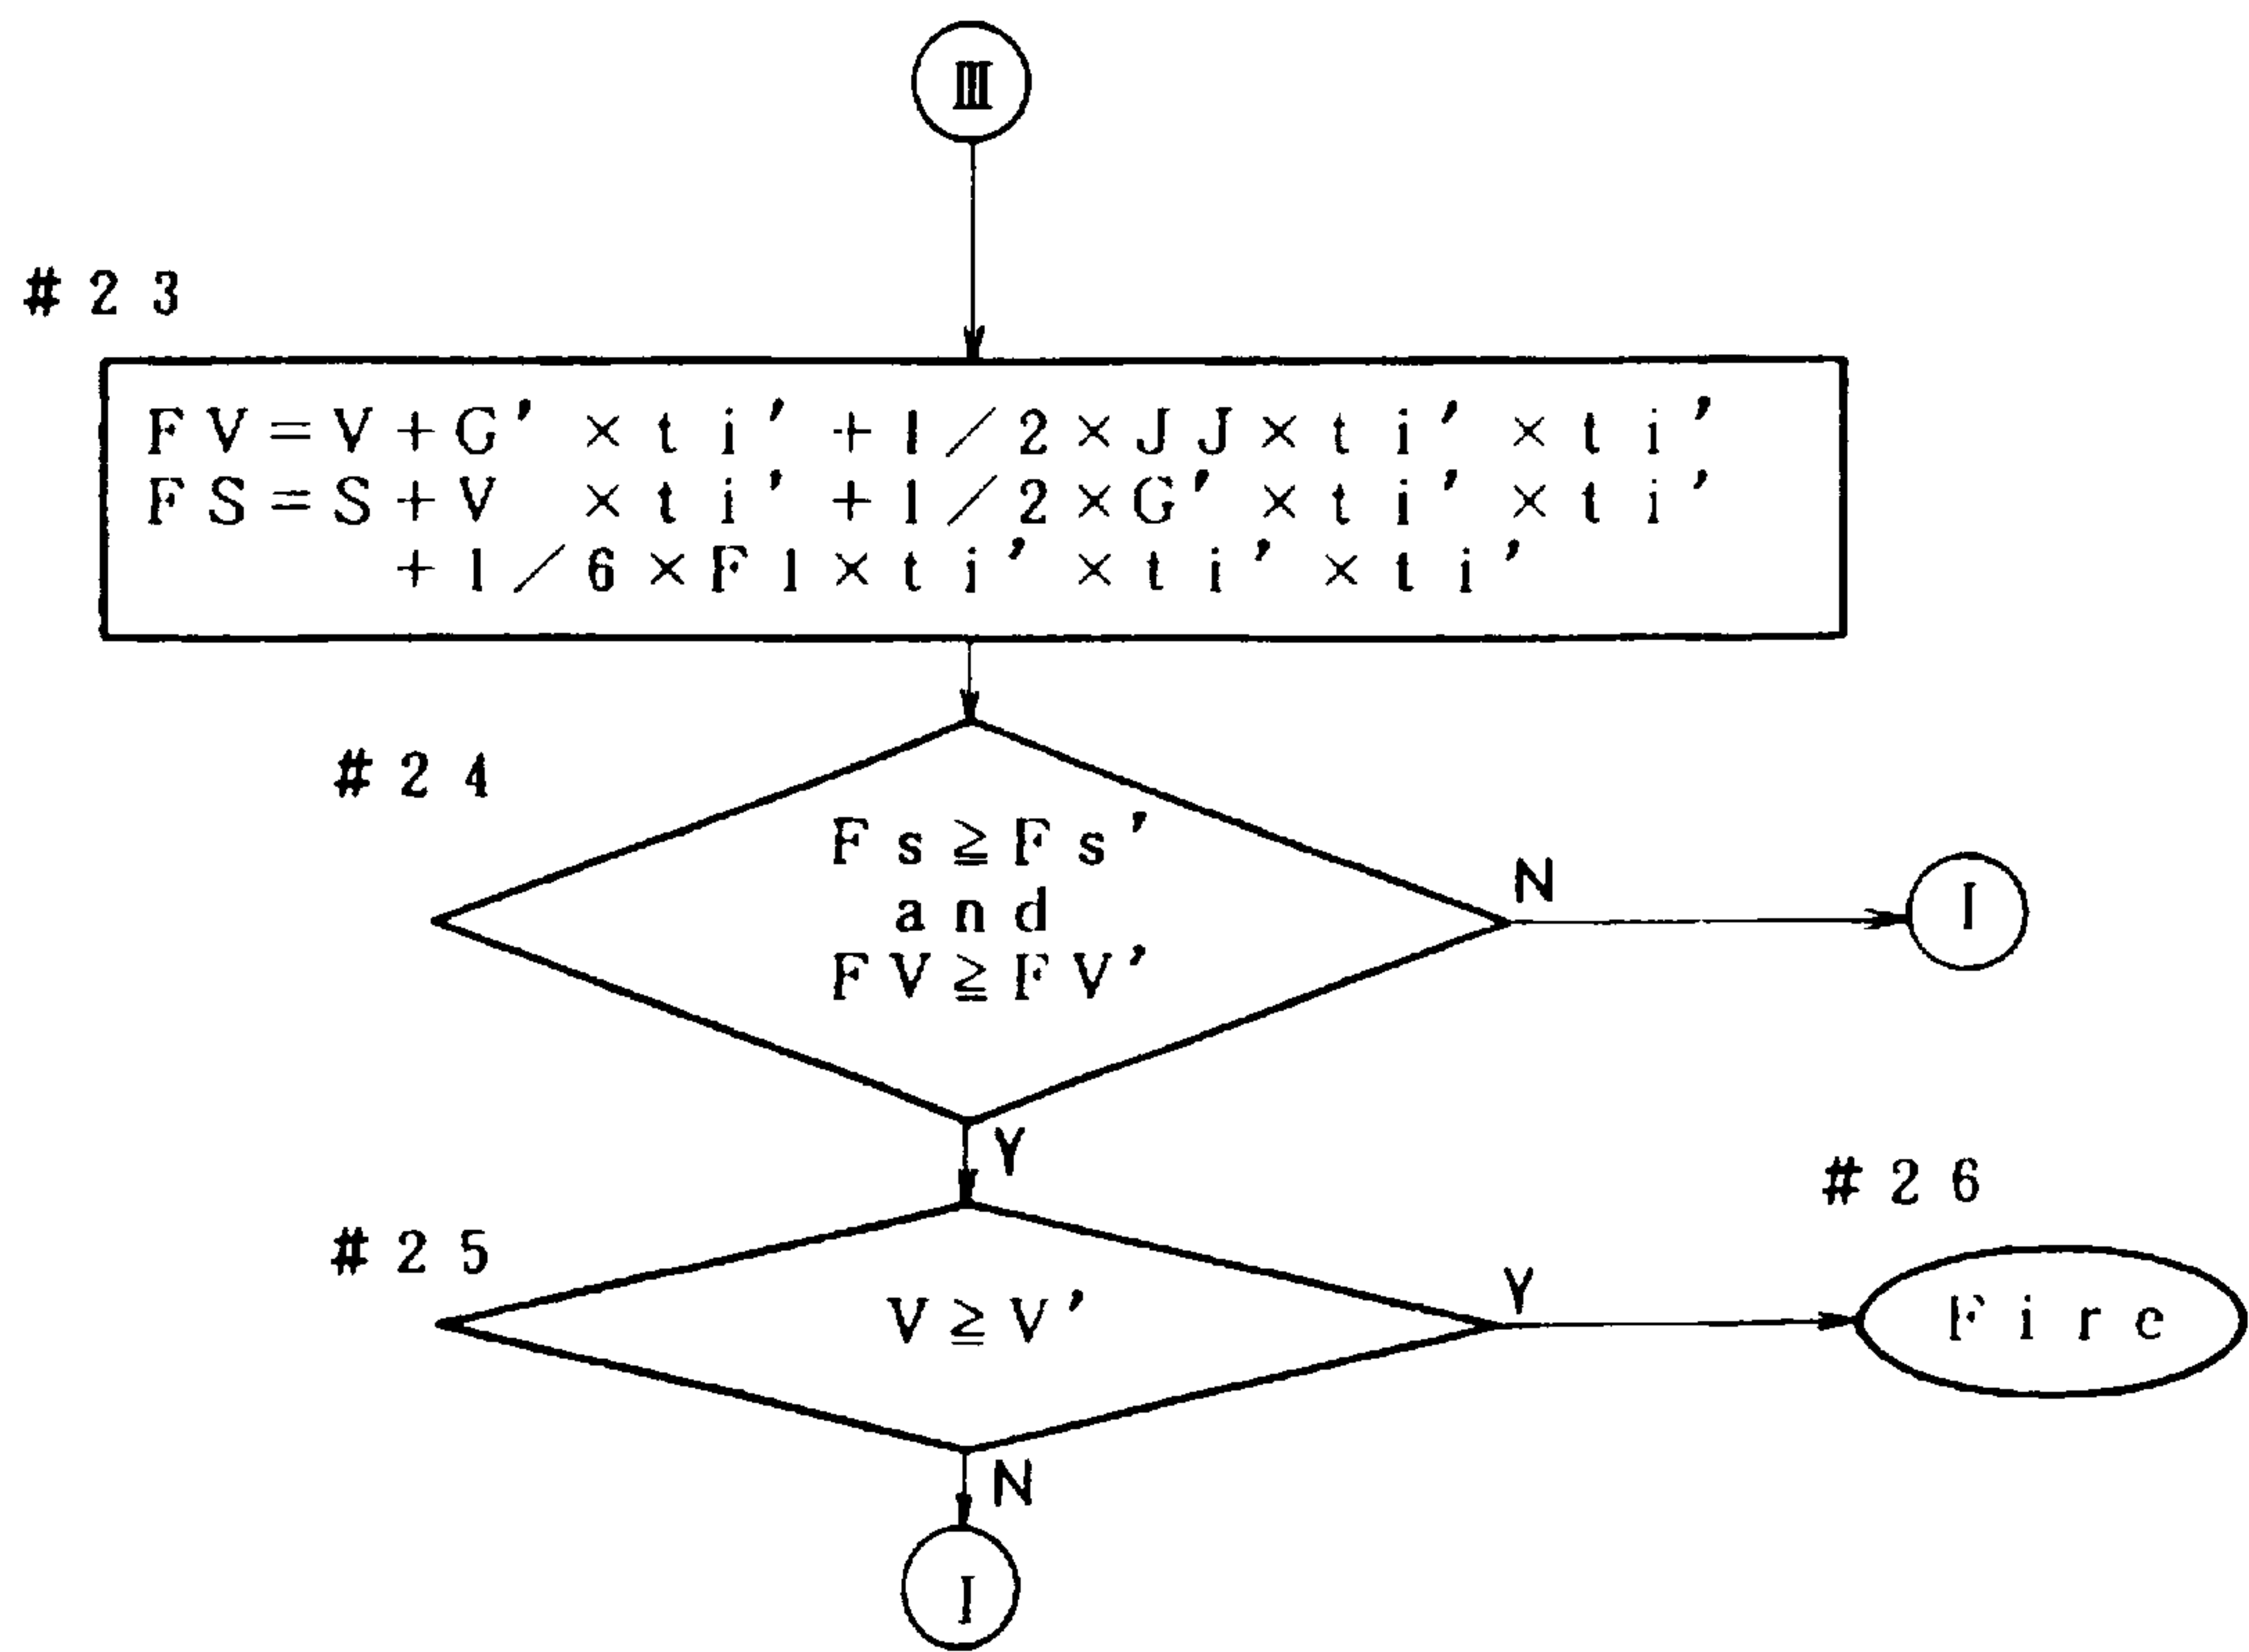 Ⅲ
#23
FV=V+G'×ti'+1/2×JJ×ti'×ti'
FS=S+V×ti'+1/2×G'×ti'×ti'
+1/6×F1×ti'×ti'×ti'
#24
Fs≧Fs'
and
FV≧FV'
N
Ⅰ
Y
#26
#25
V≧V'
Y
Fire
N
Ⅰ